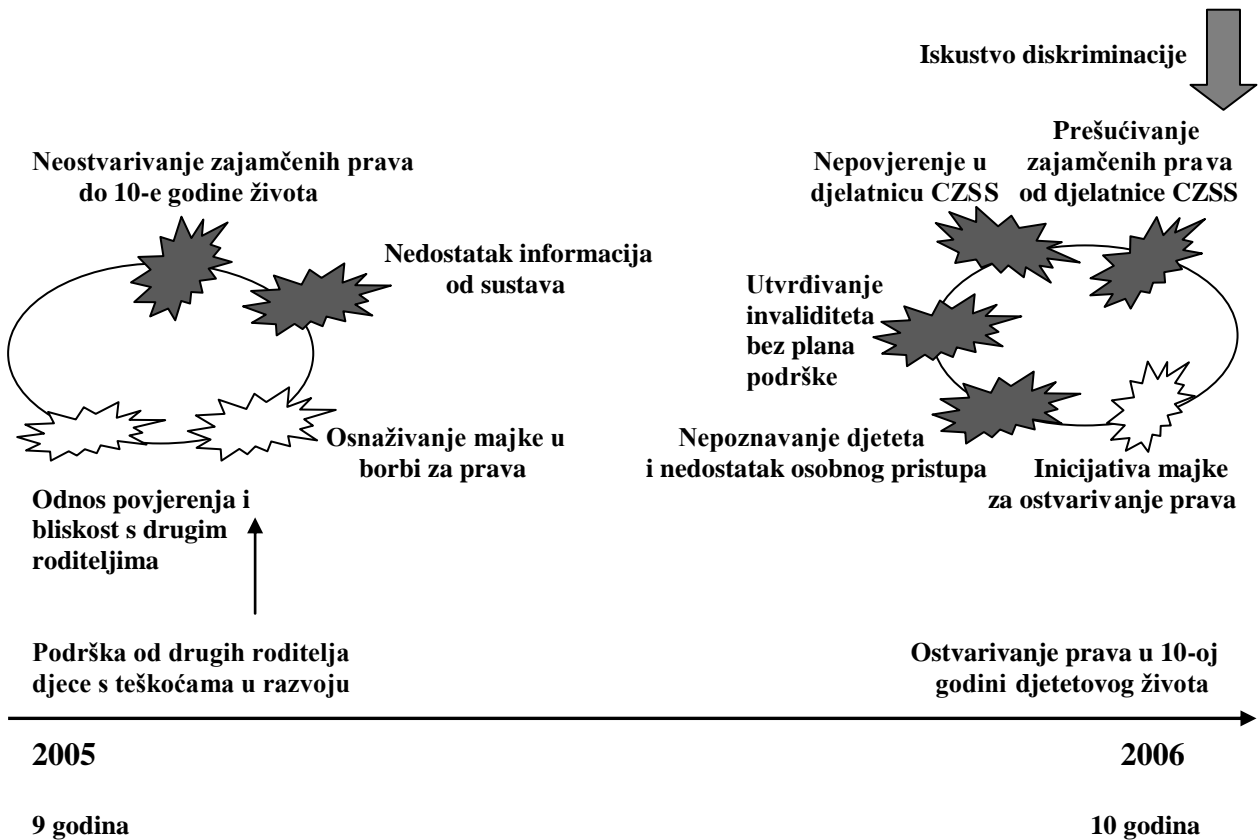 Iskustvo diskriminacije
Neostvarivanje zajamčenih prava
do 10-e godine života
Nedostatak informacija
od sustava
Osnaživanje majke u
borbi za prava
Odnos povjerenja i
bliskost s drugim
roditeljima
Podrška od drugih roditelja
djece s teškoćama u razvoju
Nepovjerenje u
djelatnicu CZSS
Prešućivanje
zajamčenih prava
od djelatnice CZSS
Utvrđivanje
invaliditeta
bez plana
podrške
Nepoznavanje djeteta
i nedostatak osobnog pristupa
Inicijativa majke
za ostvarivanje prava
Ostvarivanje prava u 10-oj
godini djetetovog života
2005
2006
9 godina
10 godina